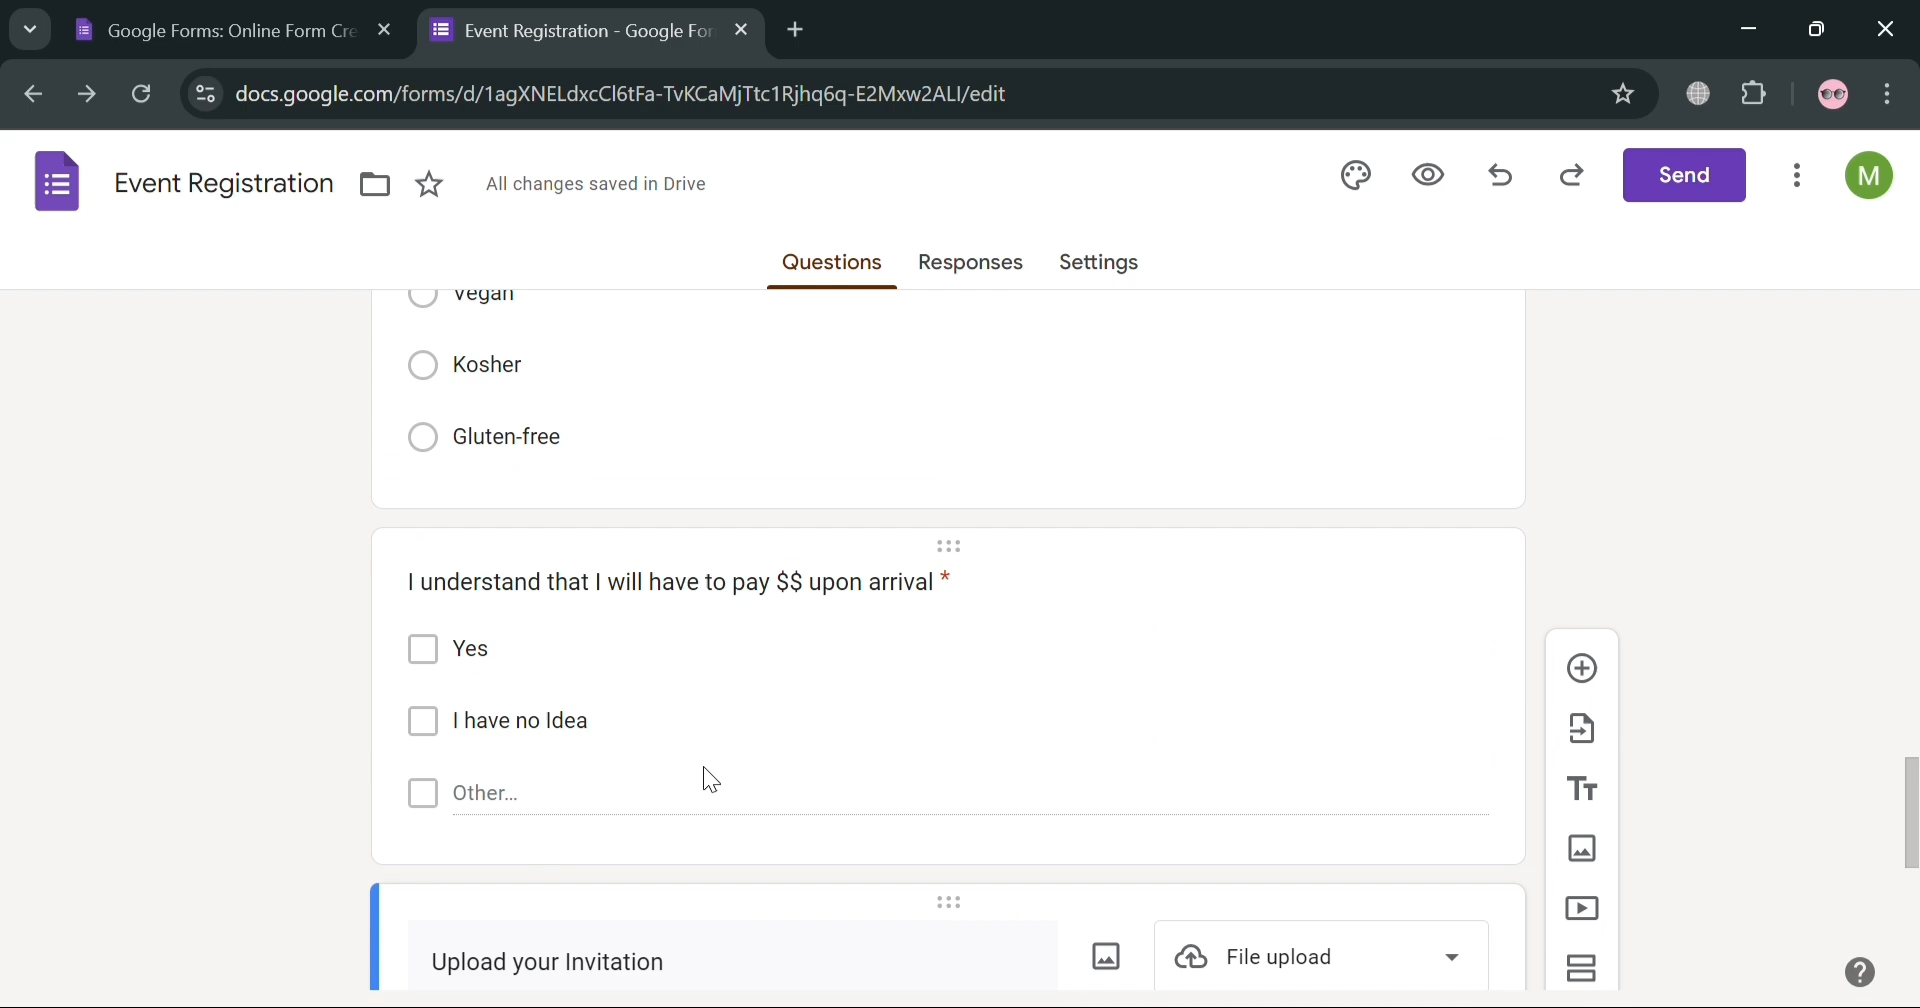 Google Forms: Online Form Cre
Event Registration - Google For
docs.google.com/forms/d/1agXNELdxcCl6tFa-TvKCaMjTtc1Rjhq6q-E2Mxw2ALI/edit
Event Registration
All changes saved in Drive
Send
M
Questions
Responses
Settings
Vegan
Kosher
Gluten-free
I understand that I will have to pay $$ upon arrival *
Yes
I have no Idea
Other...
Upload your Invitation
File upload